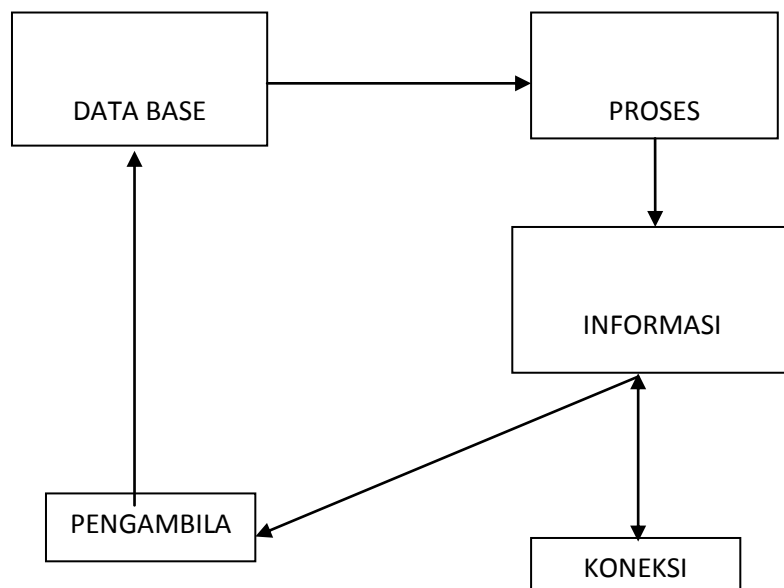 DATA BASE
PROSES
INFORMASI
PENGAMBILA
KONEKSI